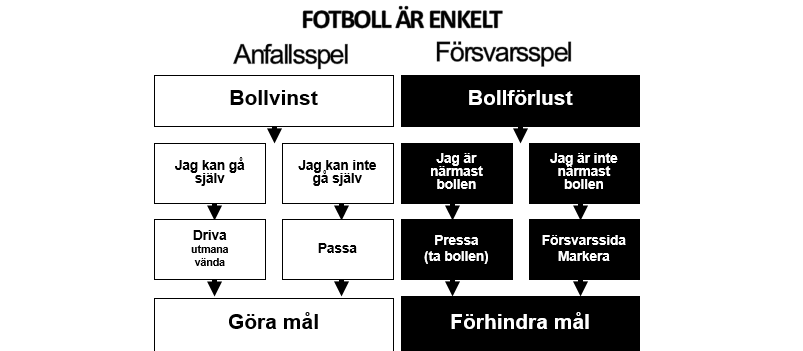 FOTBOLL ÄR ENKELT
Anfallsspel
Försvarsspel
Bollvinst
Bollförlust
Jag kan gå
själv
Jag kan inte
gå själv
Jag är
närmast
bollen
Jag är inte
närmast
bollen
Driva
utmana
vända
Passa
Pressa
(ta bollen)
Försvarssida
Markera
Göra mål
Förhindra mål